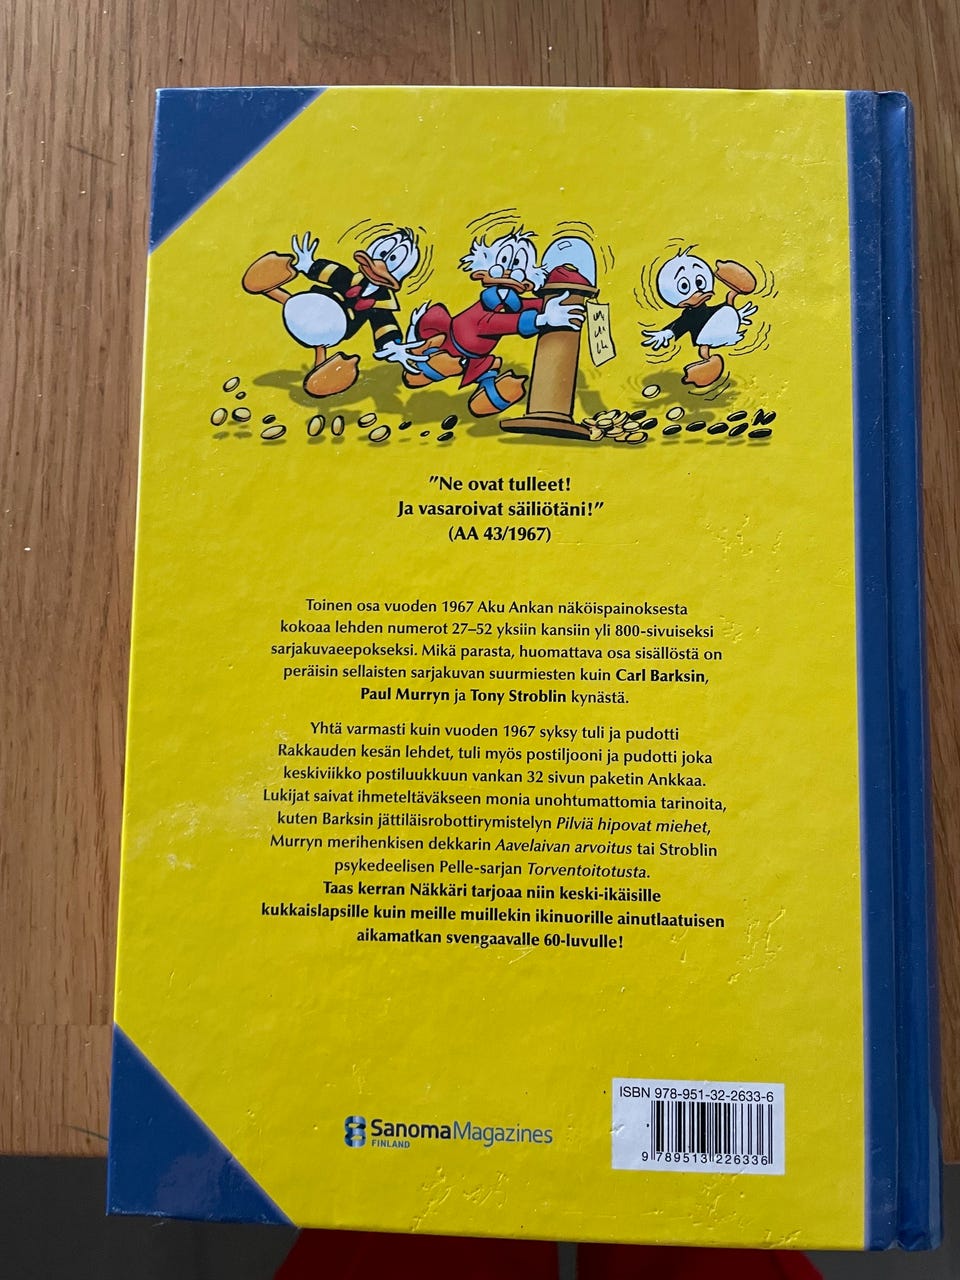 "Ne ovat tulleet!
Ja vasaroivat säiliötäni!"
(AA 43/1967)
Toinen osa vuoden 1967 Aku Ankan näköispainoksesta
kokoaa lehden numerot 27–52 yksiin kansiin yli 800-sivuiseksi
sarjakuvaeepokseksi. Mikä parasta, huomattava osa sisällöstä on
peräisin sellaisten sarjakuvan suurmiesten kuin Carl Barksin,
Paul Murryn ja Tony Stroblin kynästä.
Yhtä varmasti kuin vuoden 1967 syksy tuli ja pudotti
Rakkauden kesän lehdet, tuli myös postiljooni ja pudotti joka
keskiviikko postiluukkuun vankan 32 sivun paketin Ankkaa.
Lukijat saivat ihmeteltäväkseen monia unohtumattomia tarinoita,
kuten Barksin jättiläisrobottirymistelyn Pilviä hipovat miehet,
Murryn merihenkisen dekkarin Aavelaivan arvoitus tai Stroblin
psykedeelisen Pelle-sarjan Torventoitotusta.
Taas kerran Näkkäri tarjoaa niin keski-ikäisille
kukkaislapsille kuin meille muillekin ikinuorille ainutlaatuisen
aikamatkan svengaavalle 60-luvulle!
ISBN 978-951-32-2633-6
SanomaMagazines
FINLAND
9 789513 226336